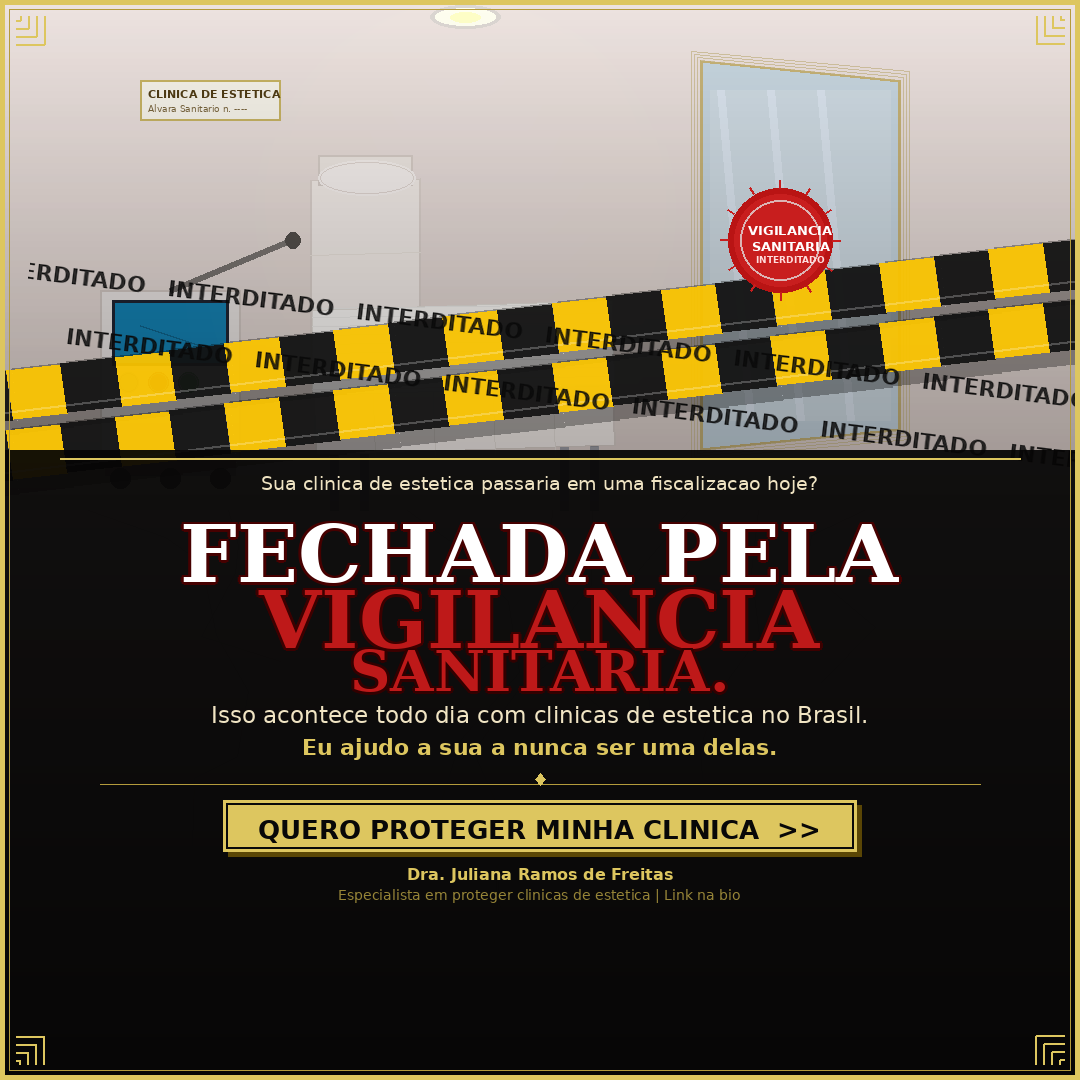 CLINICA DE ESTETICA
Alvara Sanitario n. ----
VIGILANCIA
SANITARIA
INTERDITADO
ERDITADO INTERDITADO INTERDITADO INTERDITADO INTERDITADO INTERDITADO
INTERDITADO INTERDITADO INTERDITADO INTERDITADO INTERDITADO INTE
Sua clinica de estetica passaria em uma fiscalizacao hoje?
FECHADA PELA
VIGILANCIA
SANITARIA.
Isso acontece todo dia com clinicas de estetica no Brasil.
Eu ajudo a sua a nunca ser uma delas.
QUERO PROTEGER MINHA CLINICA >>
Dra. Juliana Ramos de Freitas
Especialista em proteger clinicas de estetica | Link na bio